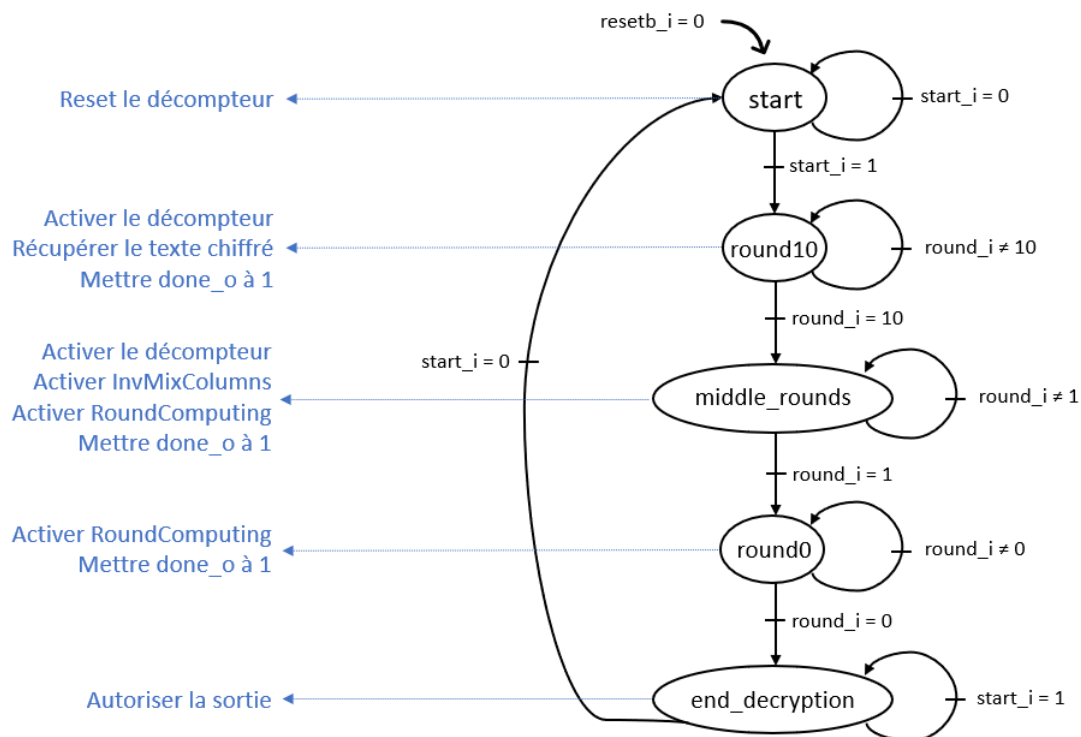 resetb_i = 0
Reset le décompteur
start
start_i = 0
start_i = 1
Activer le décompteur
Récupérer le texte chiffré
Mettre done_o à 1
round10
round_i ≠ 10
round_i = 10
start_i = 0
Activer le décompteur
Activer InvMixColumns
Activer RoundComputing
Mettre done_o à 1
middle_rounds
round_i ≠ 1
round_i = 1
Activer RoundComputing
Mettre done_o à 1
round0
round_i ≠ 0
round_i = 0
Autoriser la sortie
end_decryption
start_i = 1